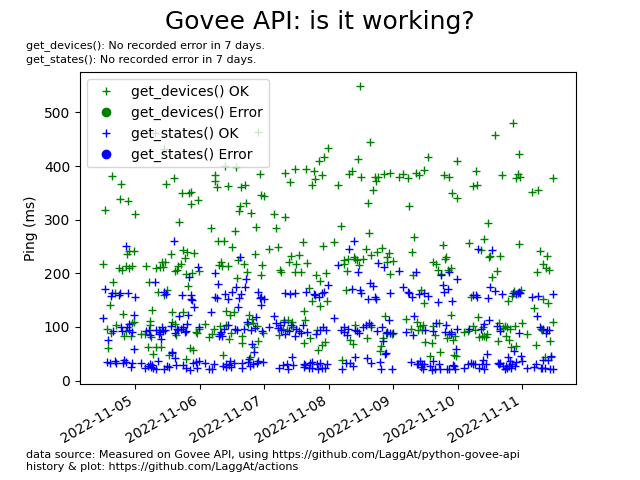 Govee API: is it working?
get_devices(): No recorded error in 7 days.
get_states(): No recorded error in 7 days.
get_devices() OK
get_devices() Error
get_states() OK
get_states() Error
Ping (ms)
500
400
300
200
100
0
2022-11-05
2022-11-06
2022-11-07
2022-11-08
2022-11-09
2022-11-10
2022-11-11
data source: Measured on Govee API, using https://github.com/LaggAt/python-govee-api
history & plot: https://github.com/LaggAt/actions